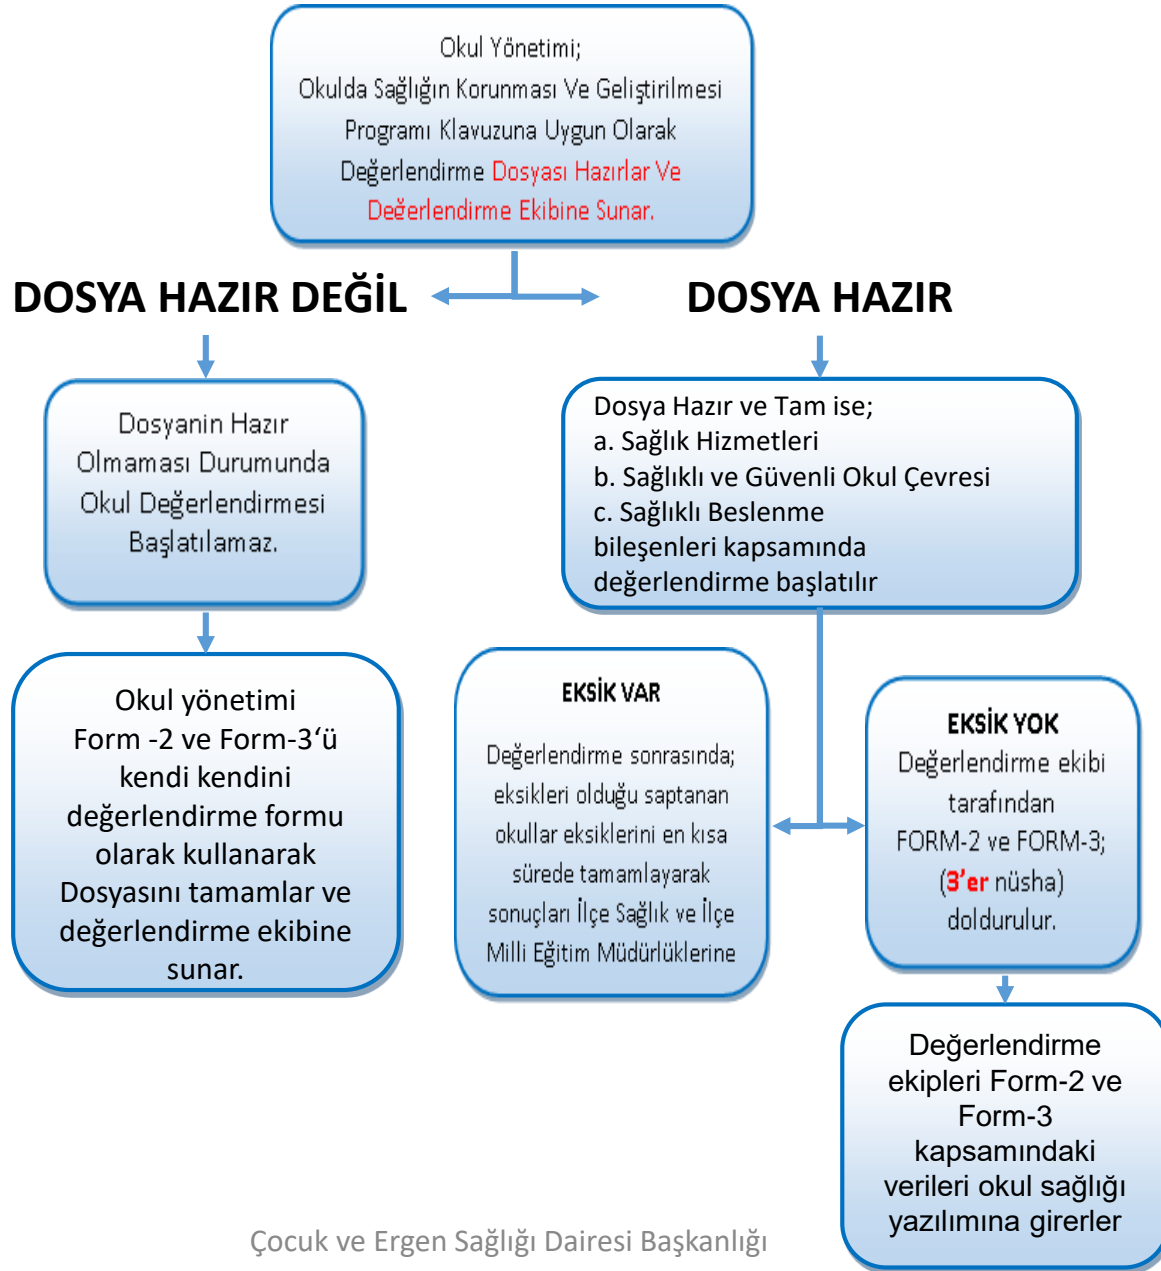 Okul Yönetimi;
Okulda Sağlığın Korunması Ve Geliştirilmesi
Programı Klavuzuna Uygun Olarak
Değerlendirme Dosyası Hazırlar Ve
Değerlendirme Ekibine Sunar.
DOSYA HAZIR DEĞİL
DOSYA HAZIR
Dosyanin Hazır
Olmaması Durumunda
Okul Değerlendirmesi
Başlatılamaz.
Dosya Hazır ve Tam ise;
a. Sağlık Hizmetleri
b. Sağlıklı ve Güvenli Okul Çevresi
c. Sağlıklı Beslenme
bileşenleri kapsamında
değerlendirme başlatılır
Okul yönetimi
Form -2 ve Form-3‘ü
kendi kendini
değerlendirme formu
olarak kullanarak
Dosyasını tamamlar ve
değerlendirme ekibine
sunar.
EKSİK VAR
Değerlendirme sonrasında;
eksikleri olduğu saptanan
okullar eksiklerini en kısa
sürede tamamlayarak
sonuçları İlçe Sağlık ve İlçe
Milli Eğitim Müdürlüklerine
EKSİK YOK
Değerlendirme ekibi
tarafından
FORM-2 ve FORM-3;
(3’er nüsha)
doldurulur.
Değerlendirme
ekipleri Form-2 ve
Form-3
kapsamındaki
verileri okul sağlığı
yazılımına girerler
Çocuk ve Ergen Sağlığı Dairesi Başkanlığı